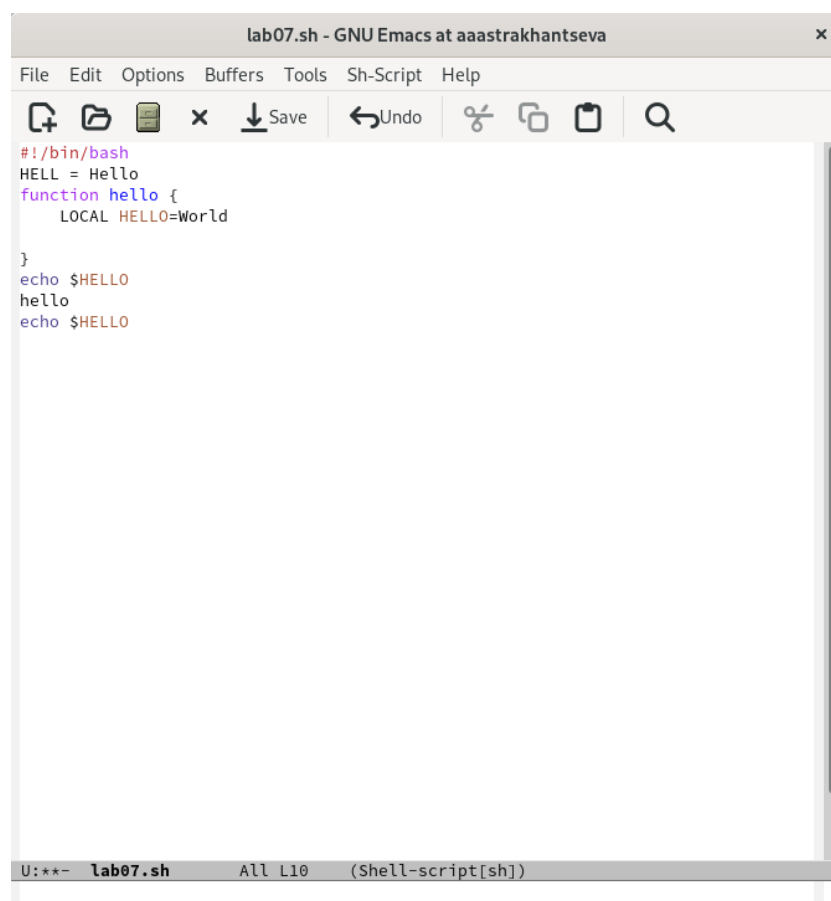 lab07.sh - GNU Emacs at aaastrakhantseva ×
File Edit Options Buffers Tools Sh-Script Help
Save Undo
#!/bin/bash
HELL = Hello
function hello {
    LOCAL HELLO=World

}
echo $HELLO
hello
echo $HELLO
U:**- lab07.sh All L10 (Shell-script[sh])